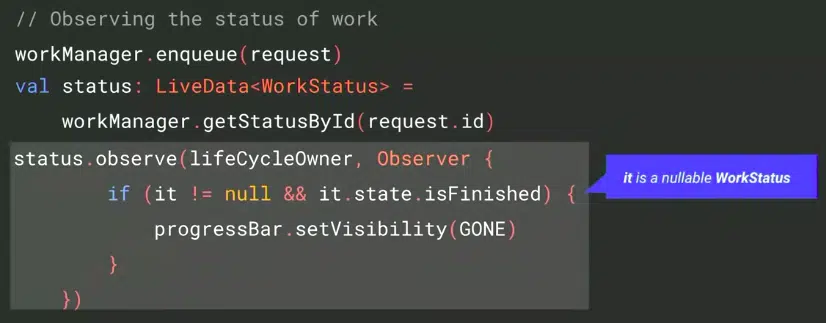 // Observing the status of work
workManager.enqueue(request)
val status: LiveData<WorkStatus> =
workManager.getStatusById(request.id)
status.observe(lifeCycleOwner, Observer {
if (it != null && it.state.isFinished) {
it is a nullable WorkStatus
progressBar.setVisibility(GONE)
}
})